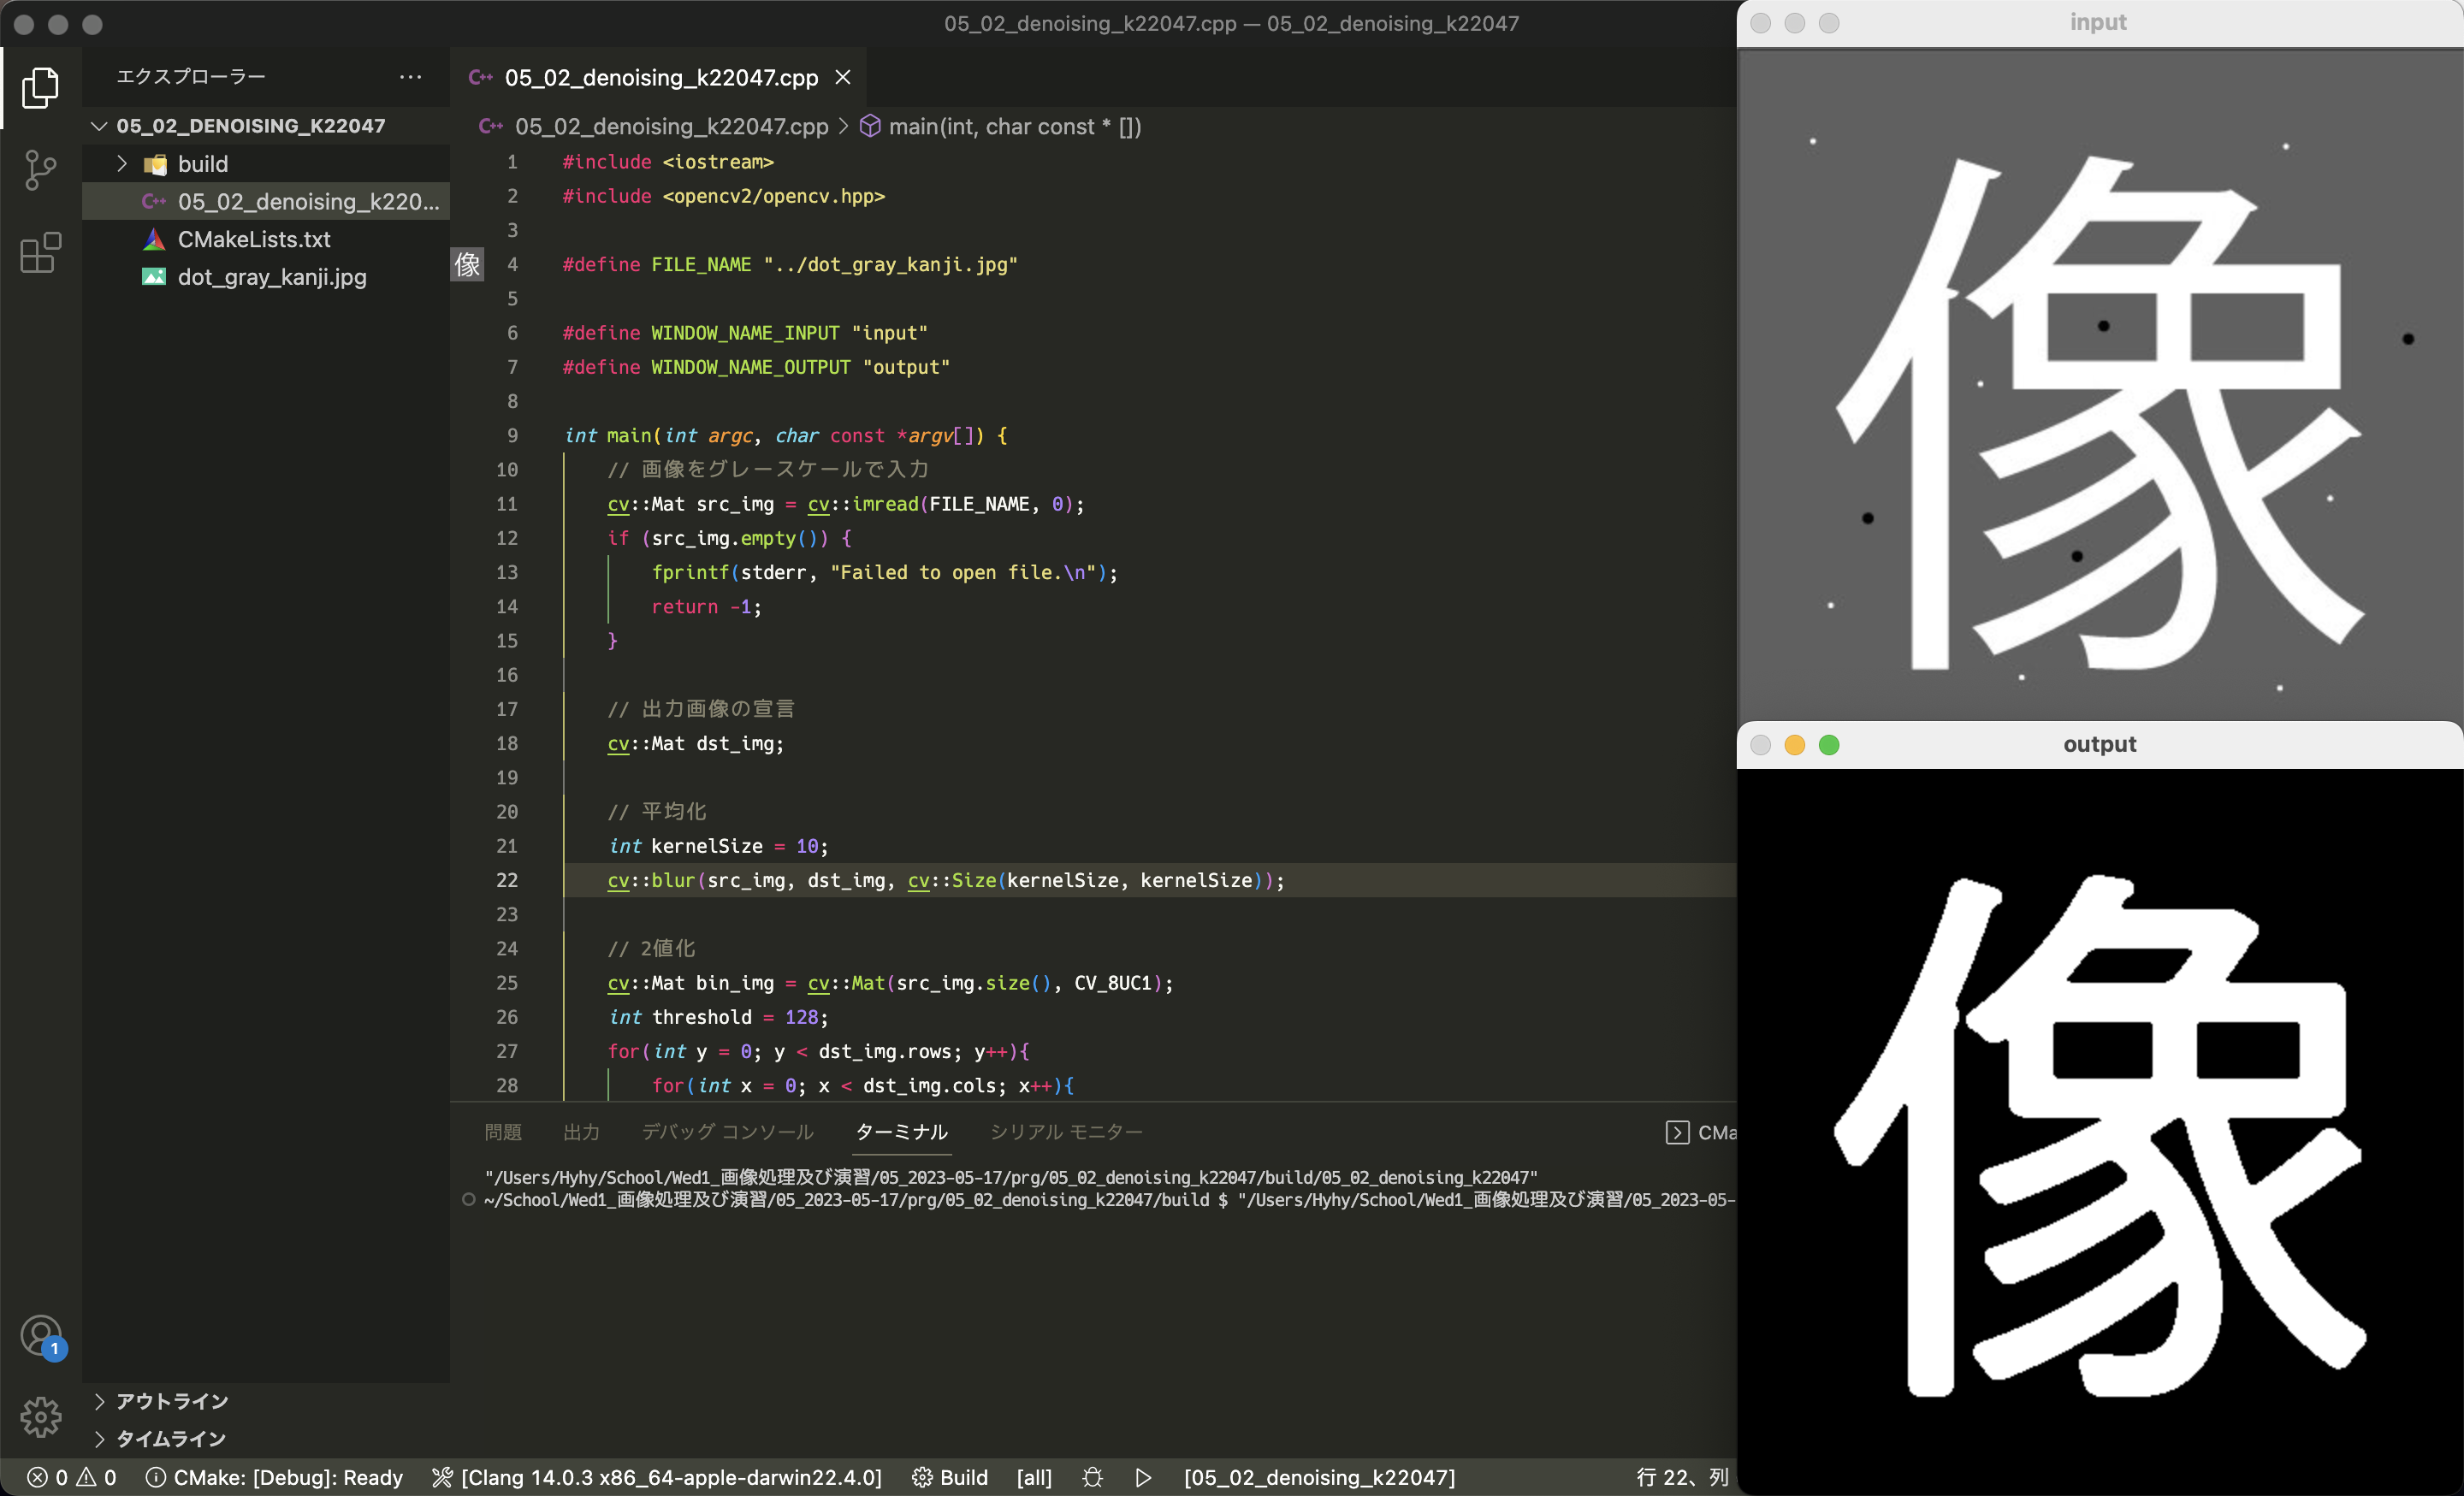 05_02_denoising_k22047.cpp — 05_02_denoising_k22047
エクスプローラー
05_02_DENOISING_K22047
build
05_02_denoising_k220...
CMakeLists.txt
dot_gray_kanji.jpg
アウトライン
タイムライン
05_02_denoising_k22047.cpp
05_02_denoising_k22047.cpp > main(int, char const * [])
1 #include <iostream>
2 #include <opencv2/opencv.hpp>
3
像 4 #define FILE_NAME "../dot_gray_kanji.jpg"
5
6 #define WINDOW_NAME_INPUT "input"
7 #define WINDOW_NAME_OUTPUT "output"
8
9 int main(int argc, char const *argv[]) {
10 // 画像をグレースケールで入力
11 cv::Mat src_img = cv::imread(FILE_NAME, 0);
12 if (src_img.empty()) {
13 fprintf(stderr, "Failed to open file.\n");
14 return -1;
15 }
16
17 // 出力画像の宣言
18 cv::Mat dst_img;
19
20 // 平均化
21 int kernelSize = 10;
22 cv::blur(src_img, dst_img, cv::Size(kernelSize, kernelSize));
23
24 // 2値化
25 cv::Mat bin_img = cv::Mat(src_img.size(), CV_8UC1);
26 int threshold = 128;
27 for(int y = 0; y < dst_img.rows; y++){
28 for(int x = 0; x < dst_img.cols; x++){
問題 出力 デバッグ コンソール ターミナル シリアル モニター CMa
"/Users/Hyhy/School/Wed1_画像処理及び演習/05_2023-05-17/prg/05_02_denoising_k22047/build/05_02_denoising_k22047"
~/School/Wed1_画像処理及び演習/05_2023-05-17/prg/05_02_denoising_k22047/build $ "/Users/Hyhy/School/Wed1_画像処理及び演習/05_2023-05-
1
0 0 CMake: [Debug]: Ready [Clang 14.0.3 x86_64-apple-darwin22.4.0] Build [all] [05_02_denoising_k22047] 行 22、列
input
像
output
像